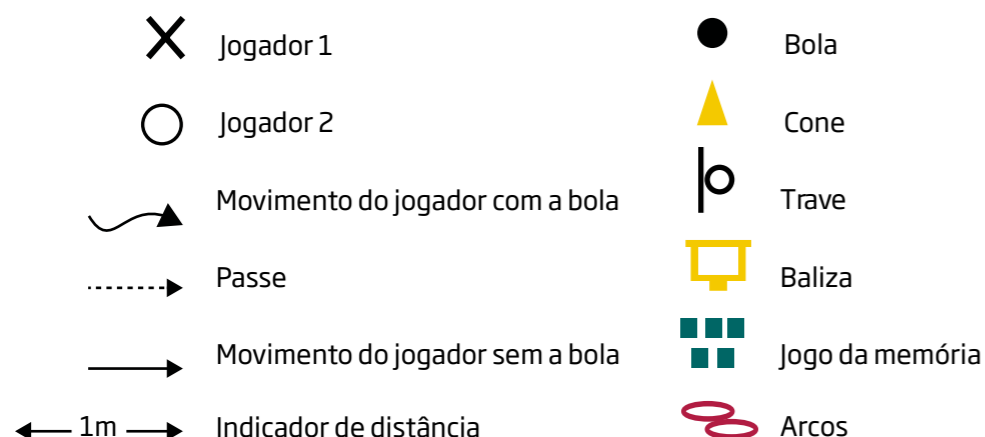 Jogador 1
Jogador 2
Movimento do jogador com a bola
Passe
Movimento do jogador sem a bola
1m Indicador de distância
Bola
Cone
Trave
Baliza
Jogo da memória
Arcos